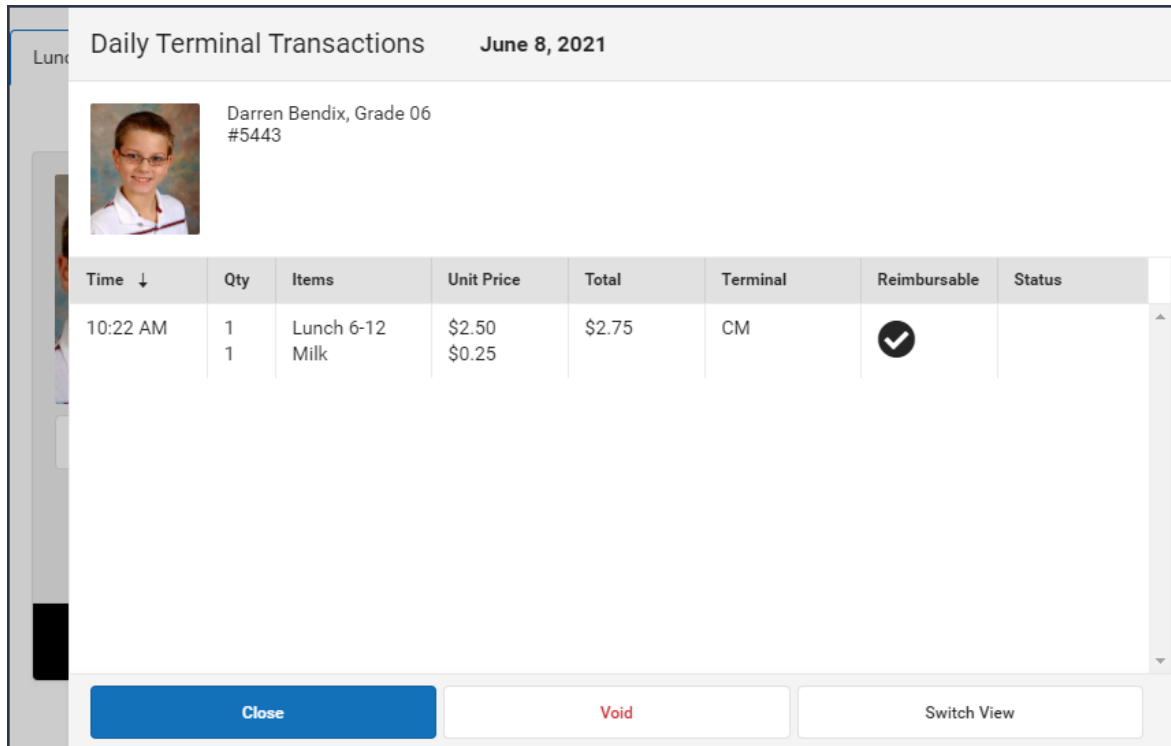 Daily Terminal Transactions June 8, 2021
Lunc
Darren Bendix, Grade 06
#5443
Time ↓ Qty Items Unit Price Total Terminal Reimbursable Status
10:22 AM 1 Lunch 6-12 $2.50 $2.75 CM
1 Milk $0.25
Close Void Switch View